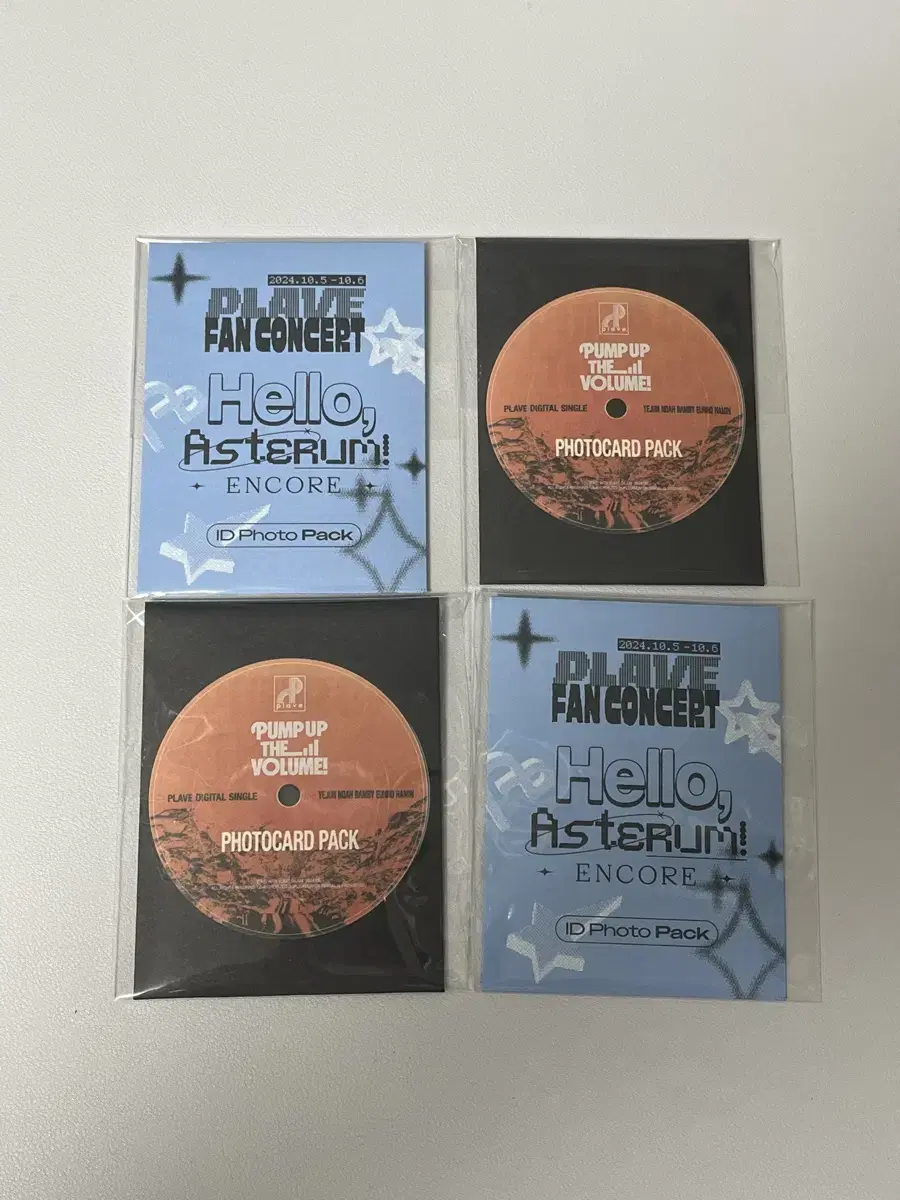 2024.10.5 -10.6
PLAVE
FAN CONCERT
Hello,
Asterum!
ENCORE
ID Photo Pack
plave
PUMP UP
THE
VOLUME!
PLAVE DIGITAL SINGLE YEJUN NOAH BAMBY EUNHO HAMIN
PHOTOCARD PACK
plave
PUMP UP
THE
VOLUME!
PLAVE DIGITAL SINGLE YEJUN NOAH BAMBY EUNHO HAMIN
PHOTOCARD PACK
2024.10.5 -10.6
PLAVE
FAN CONCERT
Hello,
Asterum!
ENCORE
ID Photo Pack